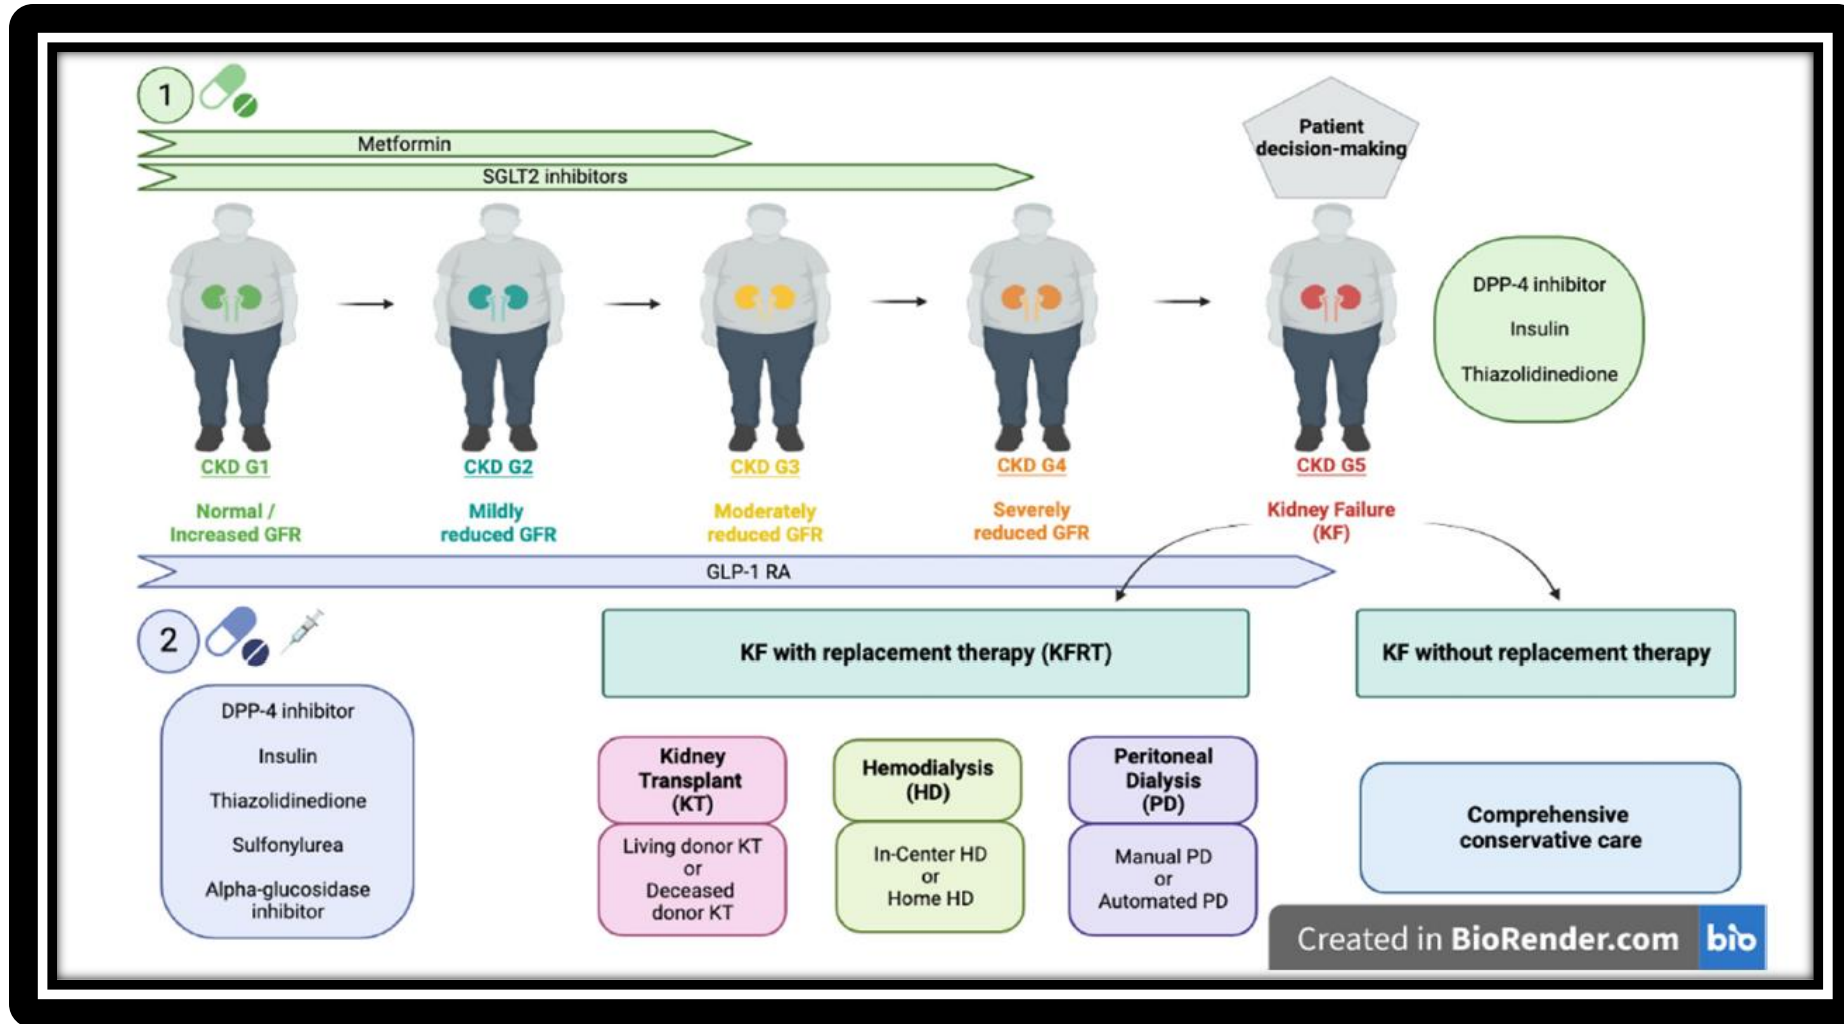 1
Metformin
SGLT2 inhibitors
Patient
decision-making
DPP-4 inhibitor
Insulin
Thiazolidinedione
CKD G1
Normal /
Increased GFR
CKD G2
Mildly
reduced GFR
CKD G3
Moderately
reduced GFR
CKD G4
Severely
reduced GFR
CKD G5
Kidney Failure
(KF)
GLP-1 RA
2
DPP-4 inhibitor
Insulin
Thiazolidinedione
Sulfonylurea
Alpha-glucosidase
inhibitor
KF with replacement therapy (KFRT)
KF without replacement therapy
Kidney
Transplant
(KT)
Living donor KT
or
Deceased
donor KT
Hemodialysis
(HD)
In-Center HD
or
Home HD
Peritoneal
Dialysis
(PD)
Manual PD
or
Automated PD
Comprehensive
conservative care
Created in BioRender.com bio